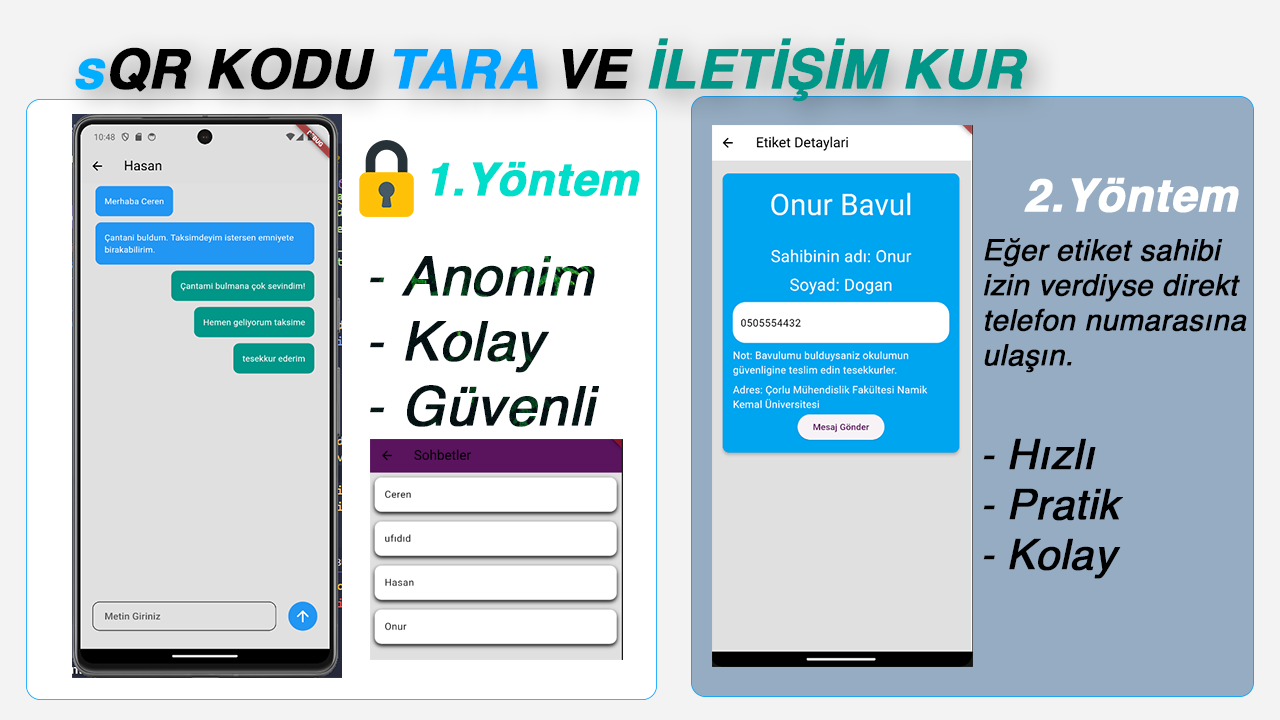 sQR KODU TARA VE İLETİŞİM KUR
10:48
Hasan
Merhaba Ceren
Çantani buldum. Taksimdeyim istersen emniyete
birakabilirim.
Çantami bulmana çok sevindim!
Hemen geliyorum taksime
tesekkur ederim
Metin Giriniz
1.Yöntem
- Anonim
- Kolay
- Güvenli
Sohbetler
Ceren
ufıdıd
Hasan
Onur
Etiket Detaylari
Onur Bavul
Sahibinin adı: Onur
Soyad: Dogan
0505554432
Not: Bavulumu bulduysaniz okulumun
güvenligine teslim edin tesekkurler.
Adres: Çorlu Mühendislik Fakültesi Namik
Kemal Üniversitesi
Mesaj Gönder
2.Yöntem
Eğer etiket sahibi
izin verdiyse direkt
telefon numarasına
ulaşın.
- Hızlı
- Pratik
- Kolay